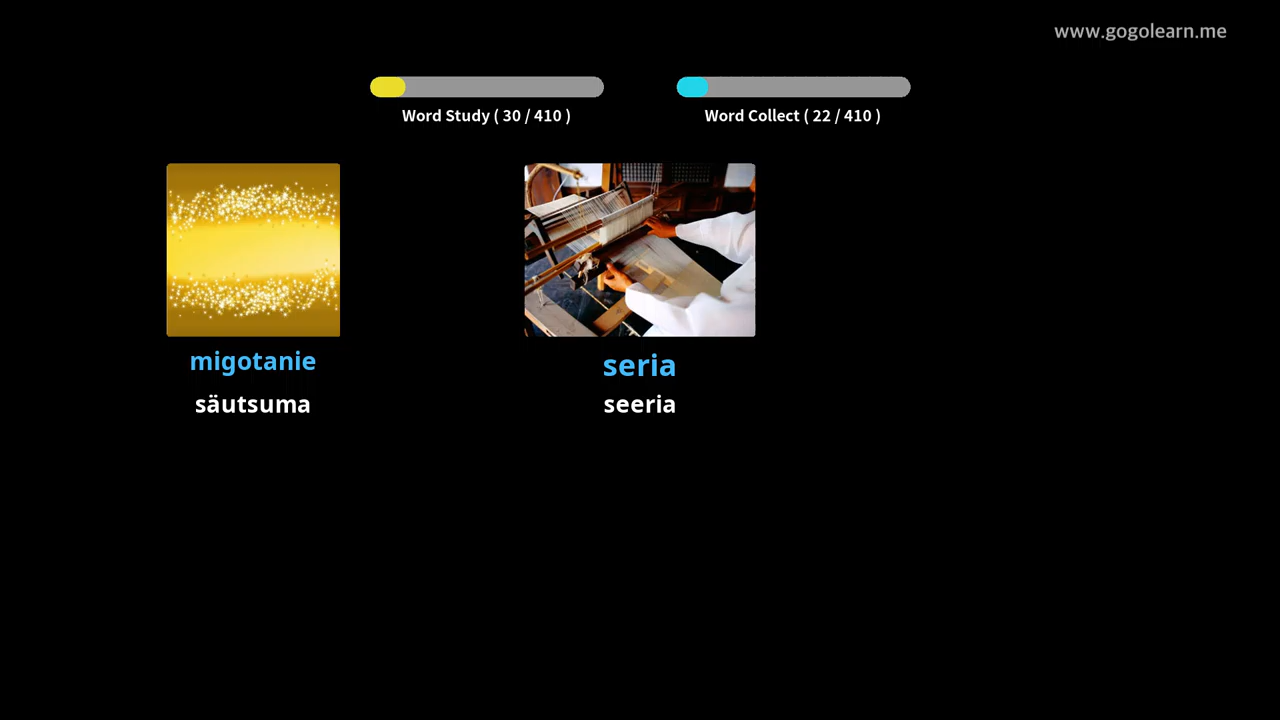 www.gogolearn.me
Word Study ( 30 / 410 )
Word Collect ( 22 / 410 )
migotanie
säutsuma
seria
seeria